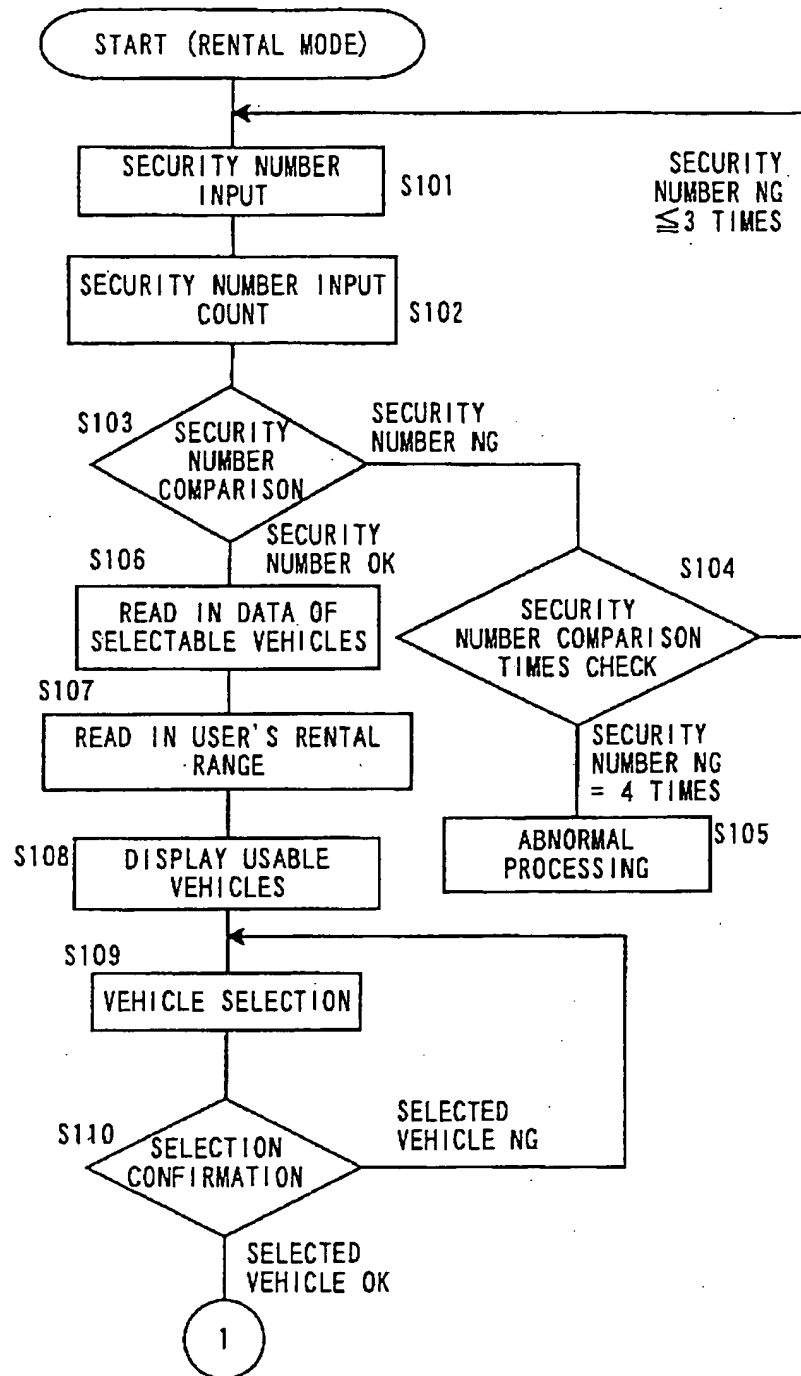 START (RENTAL MODE)
SECURITY NUMBER
INPUT
S101
SECURITY
NUMBER NG
≦3 TIMES
SECURITY NUMBER INPUT
COUNT
S102
S103
SECURITY
NUMBER
COMPARISON
SECURITY
NUMBER NG
SECURITY
NUMBER OK
S104
SECURITY
NUMBER COMPARISON
TIMES CHECK
S106
READ IN DATA OF
SELECTABLE VEHICLES
S107
READ IN USER'S RENTAL
RANGE
SECURITY
NUMBER NG
= 4 TIMES
S105
ABNORMAL
PROCESSING
S108
DISPLAY USABLE
VEHICLES
S109
VEHICLE SELECTION
S110
SELECTION
CONFIRMATION
SELECTED
VEHICLE NG
SELECTED
VEHICLE OK
1